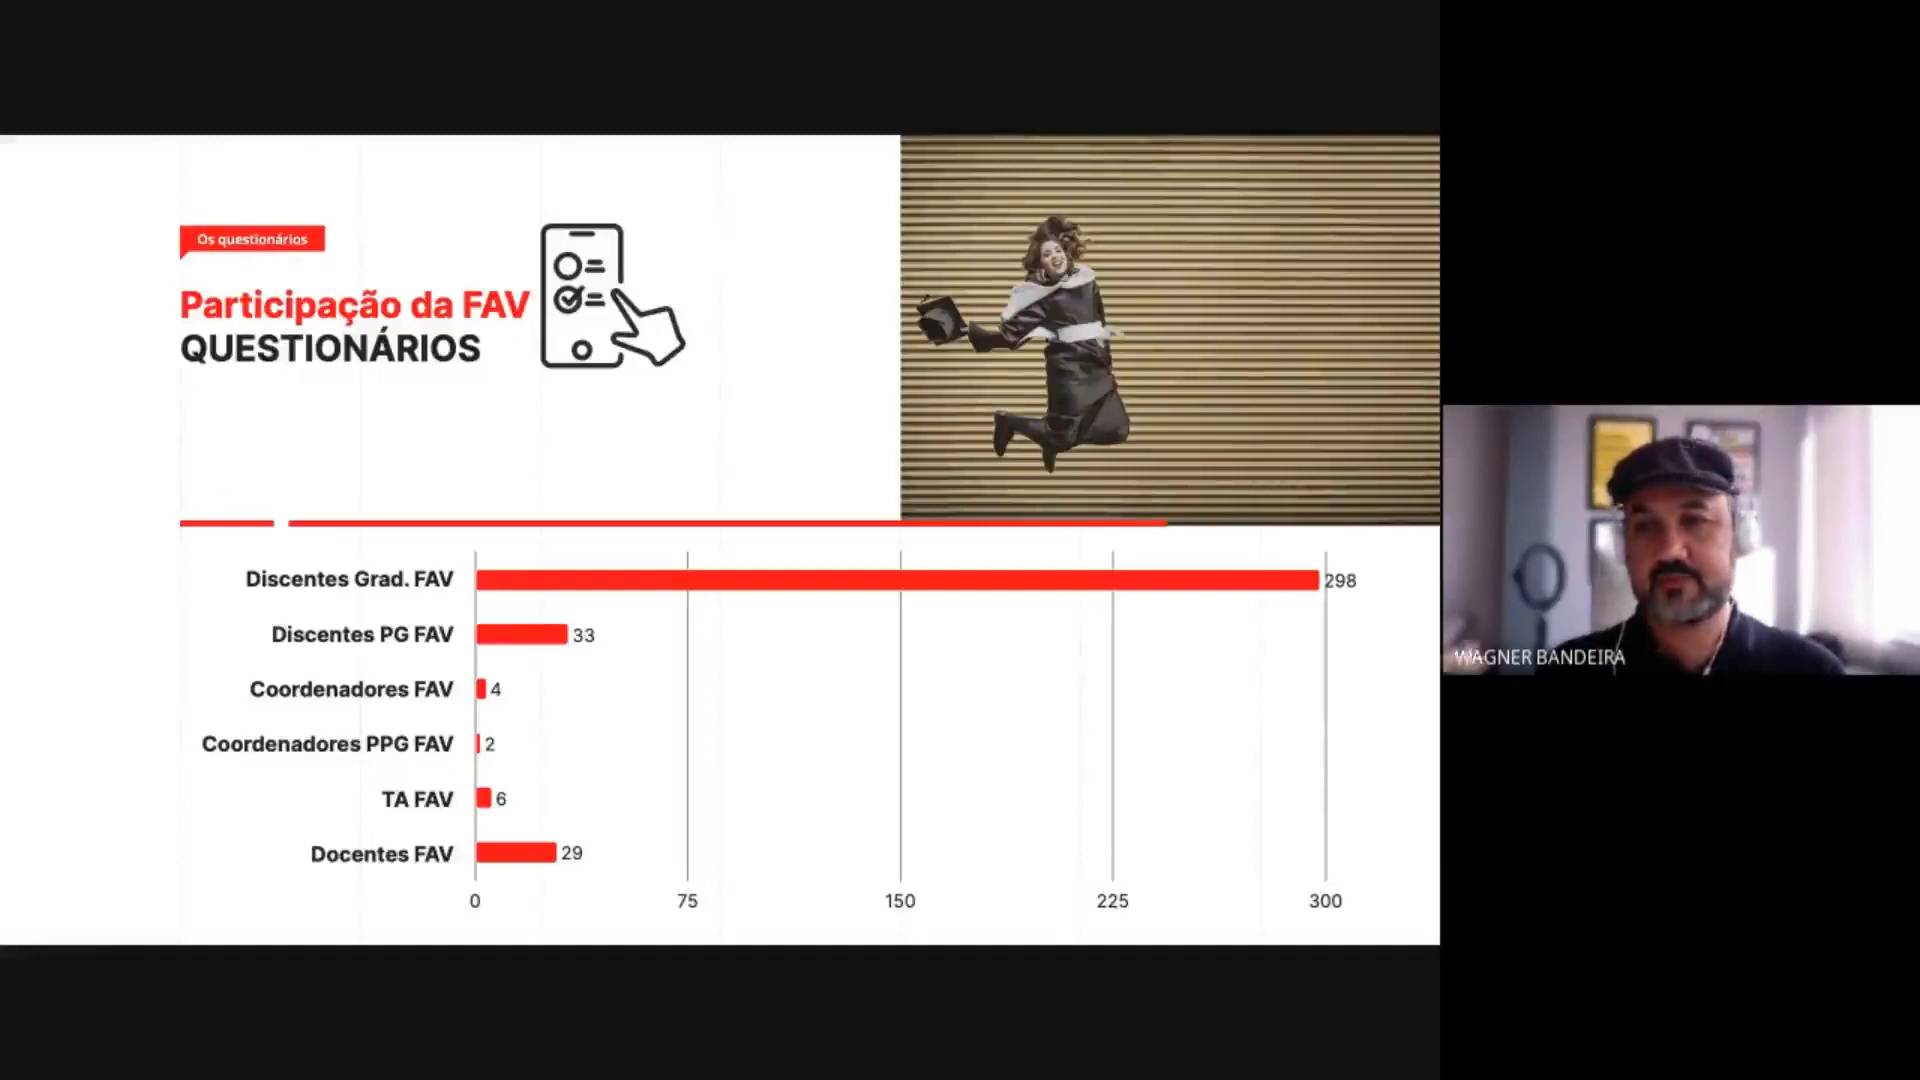 Os questionários
Participação da FAV
QUESTIONÁRIOS
Discentes Grad. FAV 298
Discentes PG FAV 33
Coordenadores FAV 4
Coordenadores PPG FAV 2
TA FAV 6
Docentes FAV 29
0 75 150 225 300
WAGNER BANDEIRA